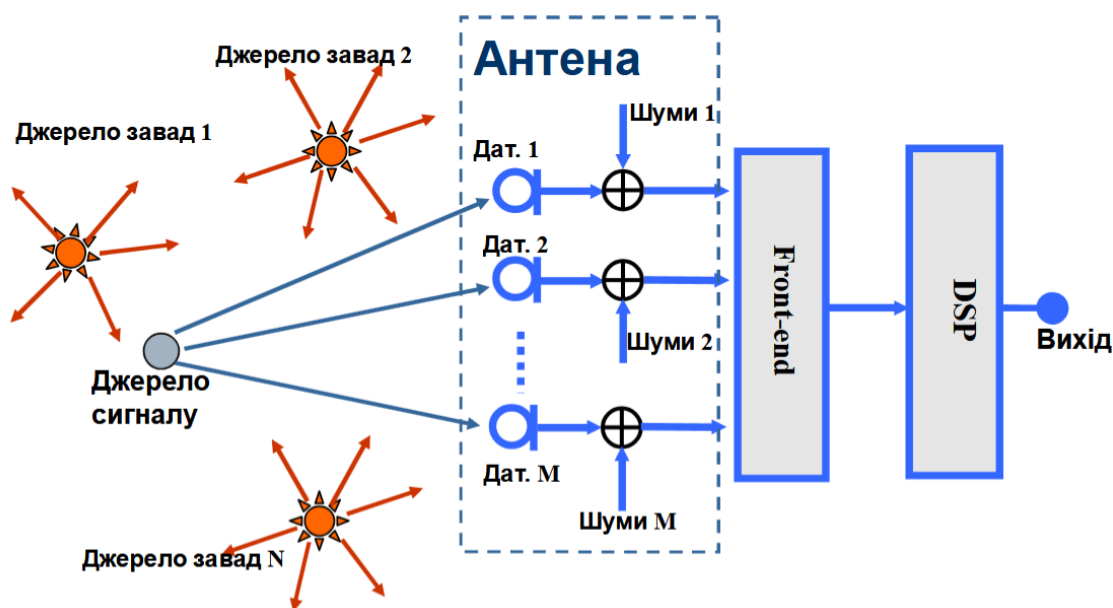 Джерело завад 2
Антена
Джерело завад 1
Шуми 1
Дат. 1
Дат. 2
Шуми 2
Front-end
DSP
Вихід
Джерело
сигналу
Дат. M
Шуми M
Джерело завад N